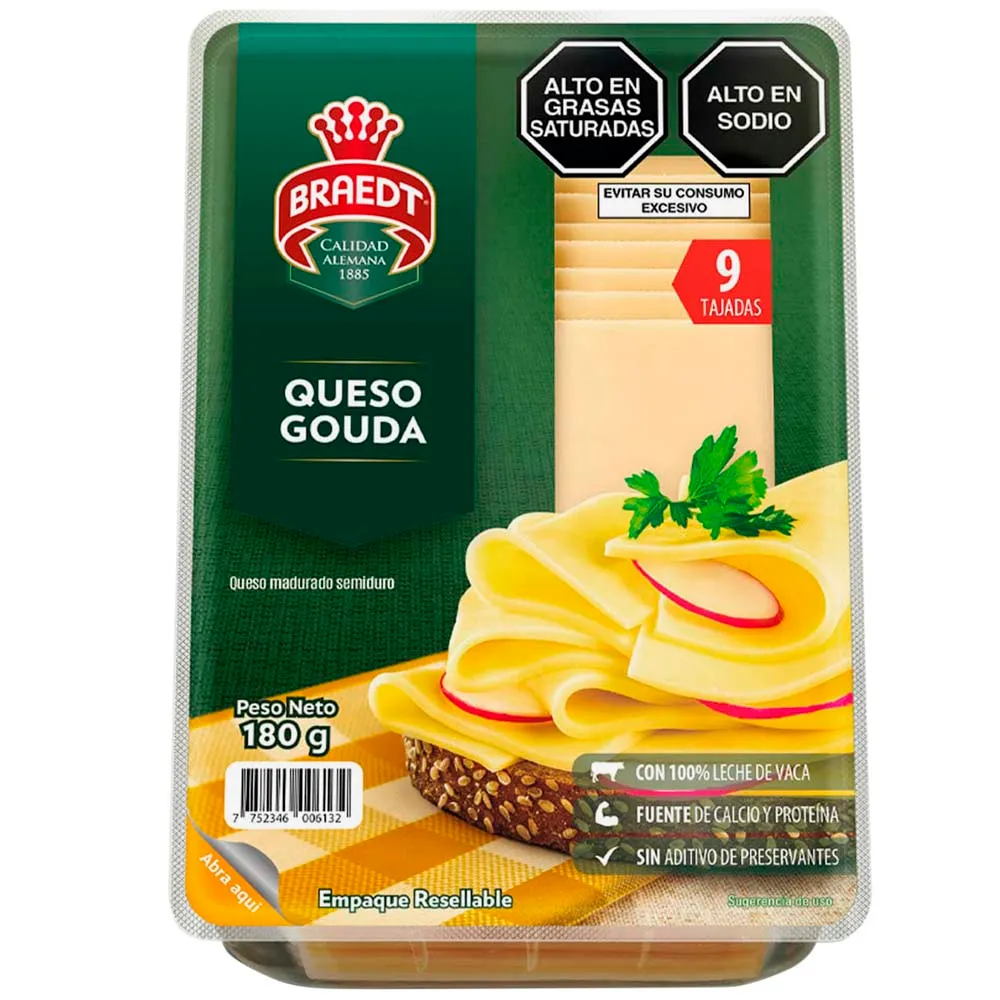 ALTO EN
GRASAS
SATURADAS
ALTO EN
SODIO
EVITAR SU CONSUMO
EXCESIVO
BRAEDT®
CALIDAD
ALEMANA
1885
9
TAJADAS
QUESO
GOUDA
Queso madurado semiduro
Peso Neto
180 g
7 752346 006132
CON 100% LECHE DE VACA
FUENTE DE CALCIO Y PROTEÍNA
SIN ADITIVO DE PRESERVANTES
Abra aquí
Empaque Resellable
Sugerencia de uso